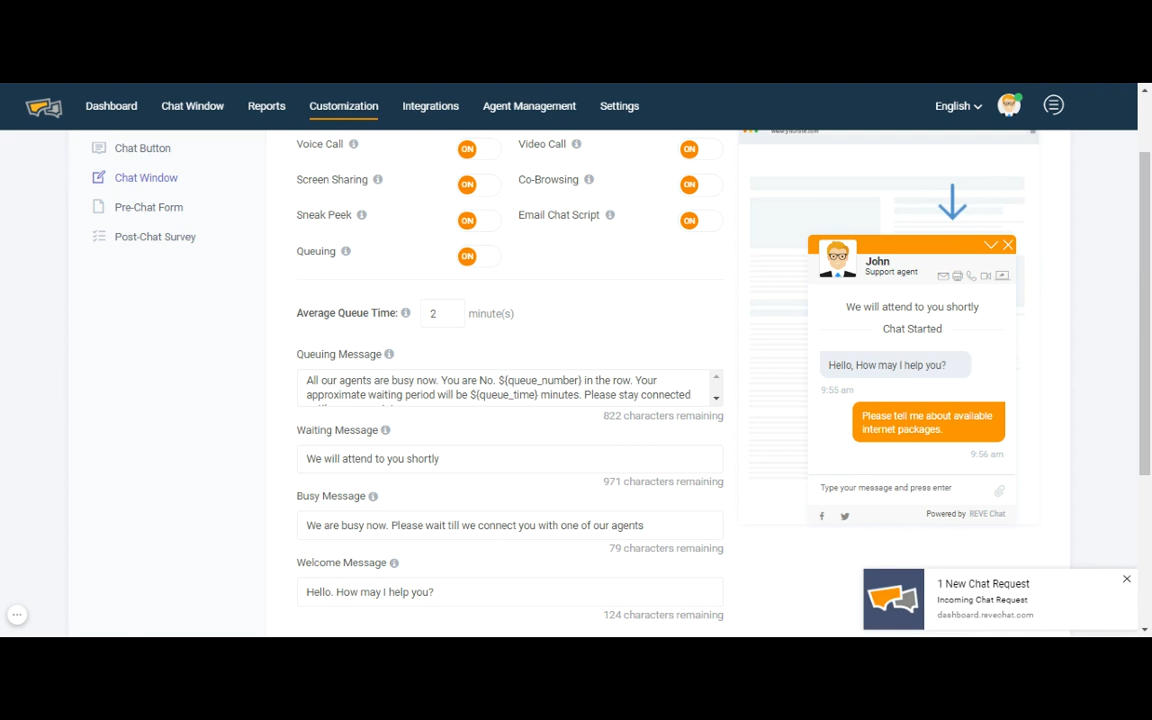 Dashboard Chat Window Reports Customization Integrations Agent Management Settings English
Chat Button
Chat Window
Pre-Chat Form
Post-Chat Survey
Voice Call ON Video Call ON
Screen Sharing ON Co-Browsing ON
Sneak Peek ON Email Chat Script ON
Queuing ON
Average Queue Time: 2 minute(s)
Queuing Message
All our agents are busy now. You are No. ${queue_number} in the row. Your
approximate waiting period will be ${queue_time} minutes. Please stay connected
822 characters remaining
Waiting Message
We will attend to you shortly
971 characters remaining
Busy Message
We are busy now. Please wait till we connect you with one of our agents
79 characters remaining
Welcome Message
Hello. How may I help you?
124 characters remaining
John
Support agent
We will attend to you shortly
Chat Started
Hello, How may I help you?
9:55 am
Please tell me about available
internet packages.
9:56 am
Type your message and press enter
Powered by REVE Chat
1 New Chat Request
Incoming Chat Request
dashboard.revechat.com